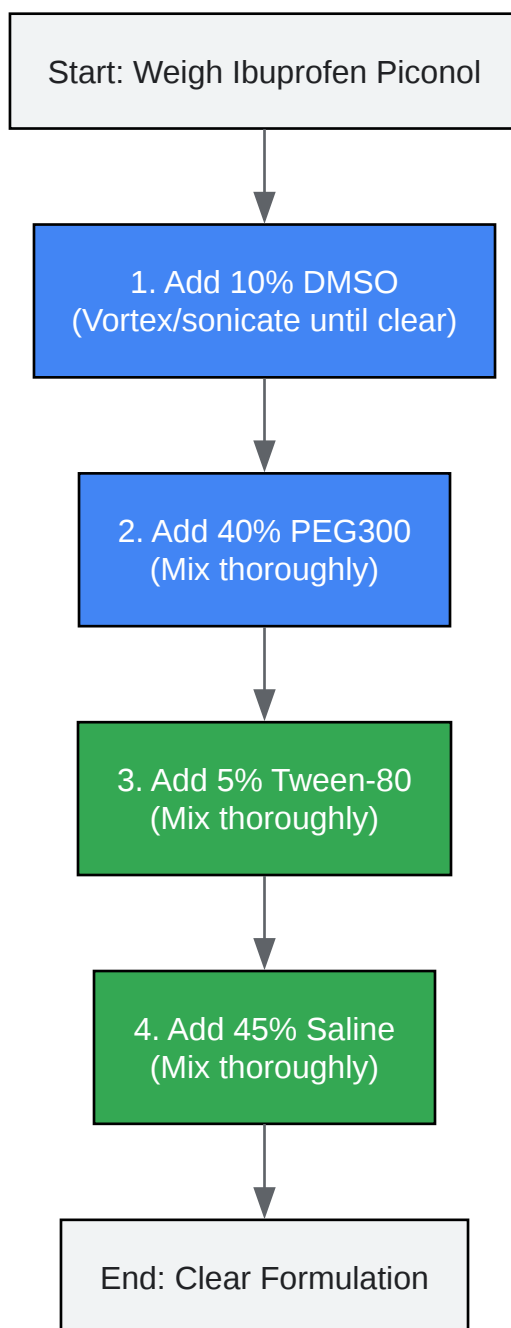 Start: Weigh Ibuprofen Piconol
1. Add 10% DMSO
(Vortex/sonicate until clear)
2. Add 40% PEG300
(Mix thoroughly)
3. Add 5% Tween-80
(Mix thoroughly)
4. Add 45% Saline
(Mix thoroughly)
End: Clear Formulation